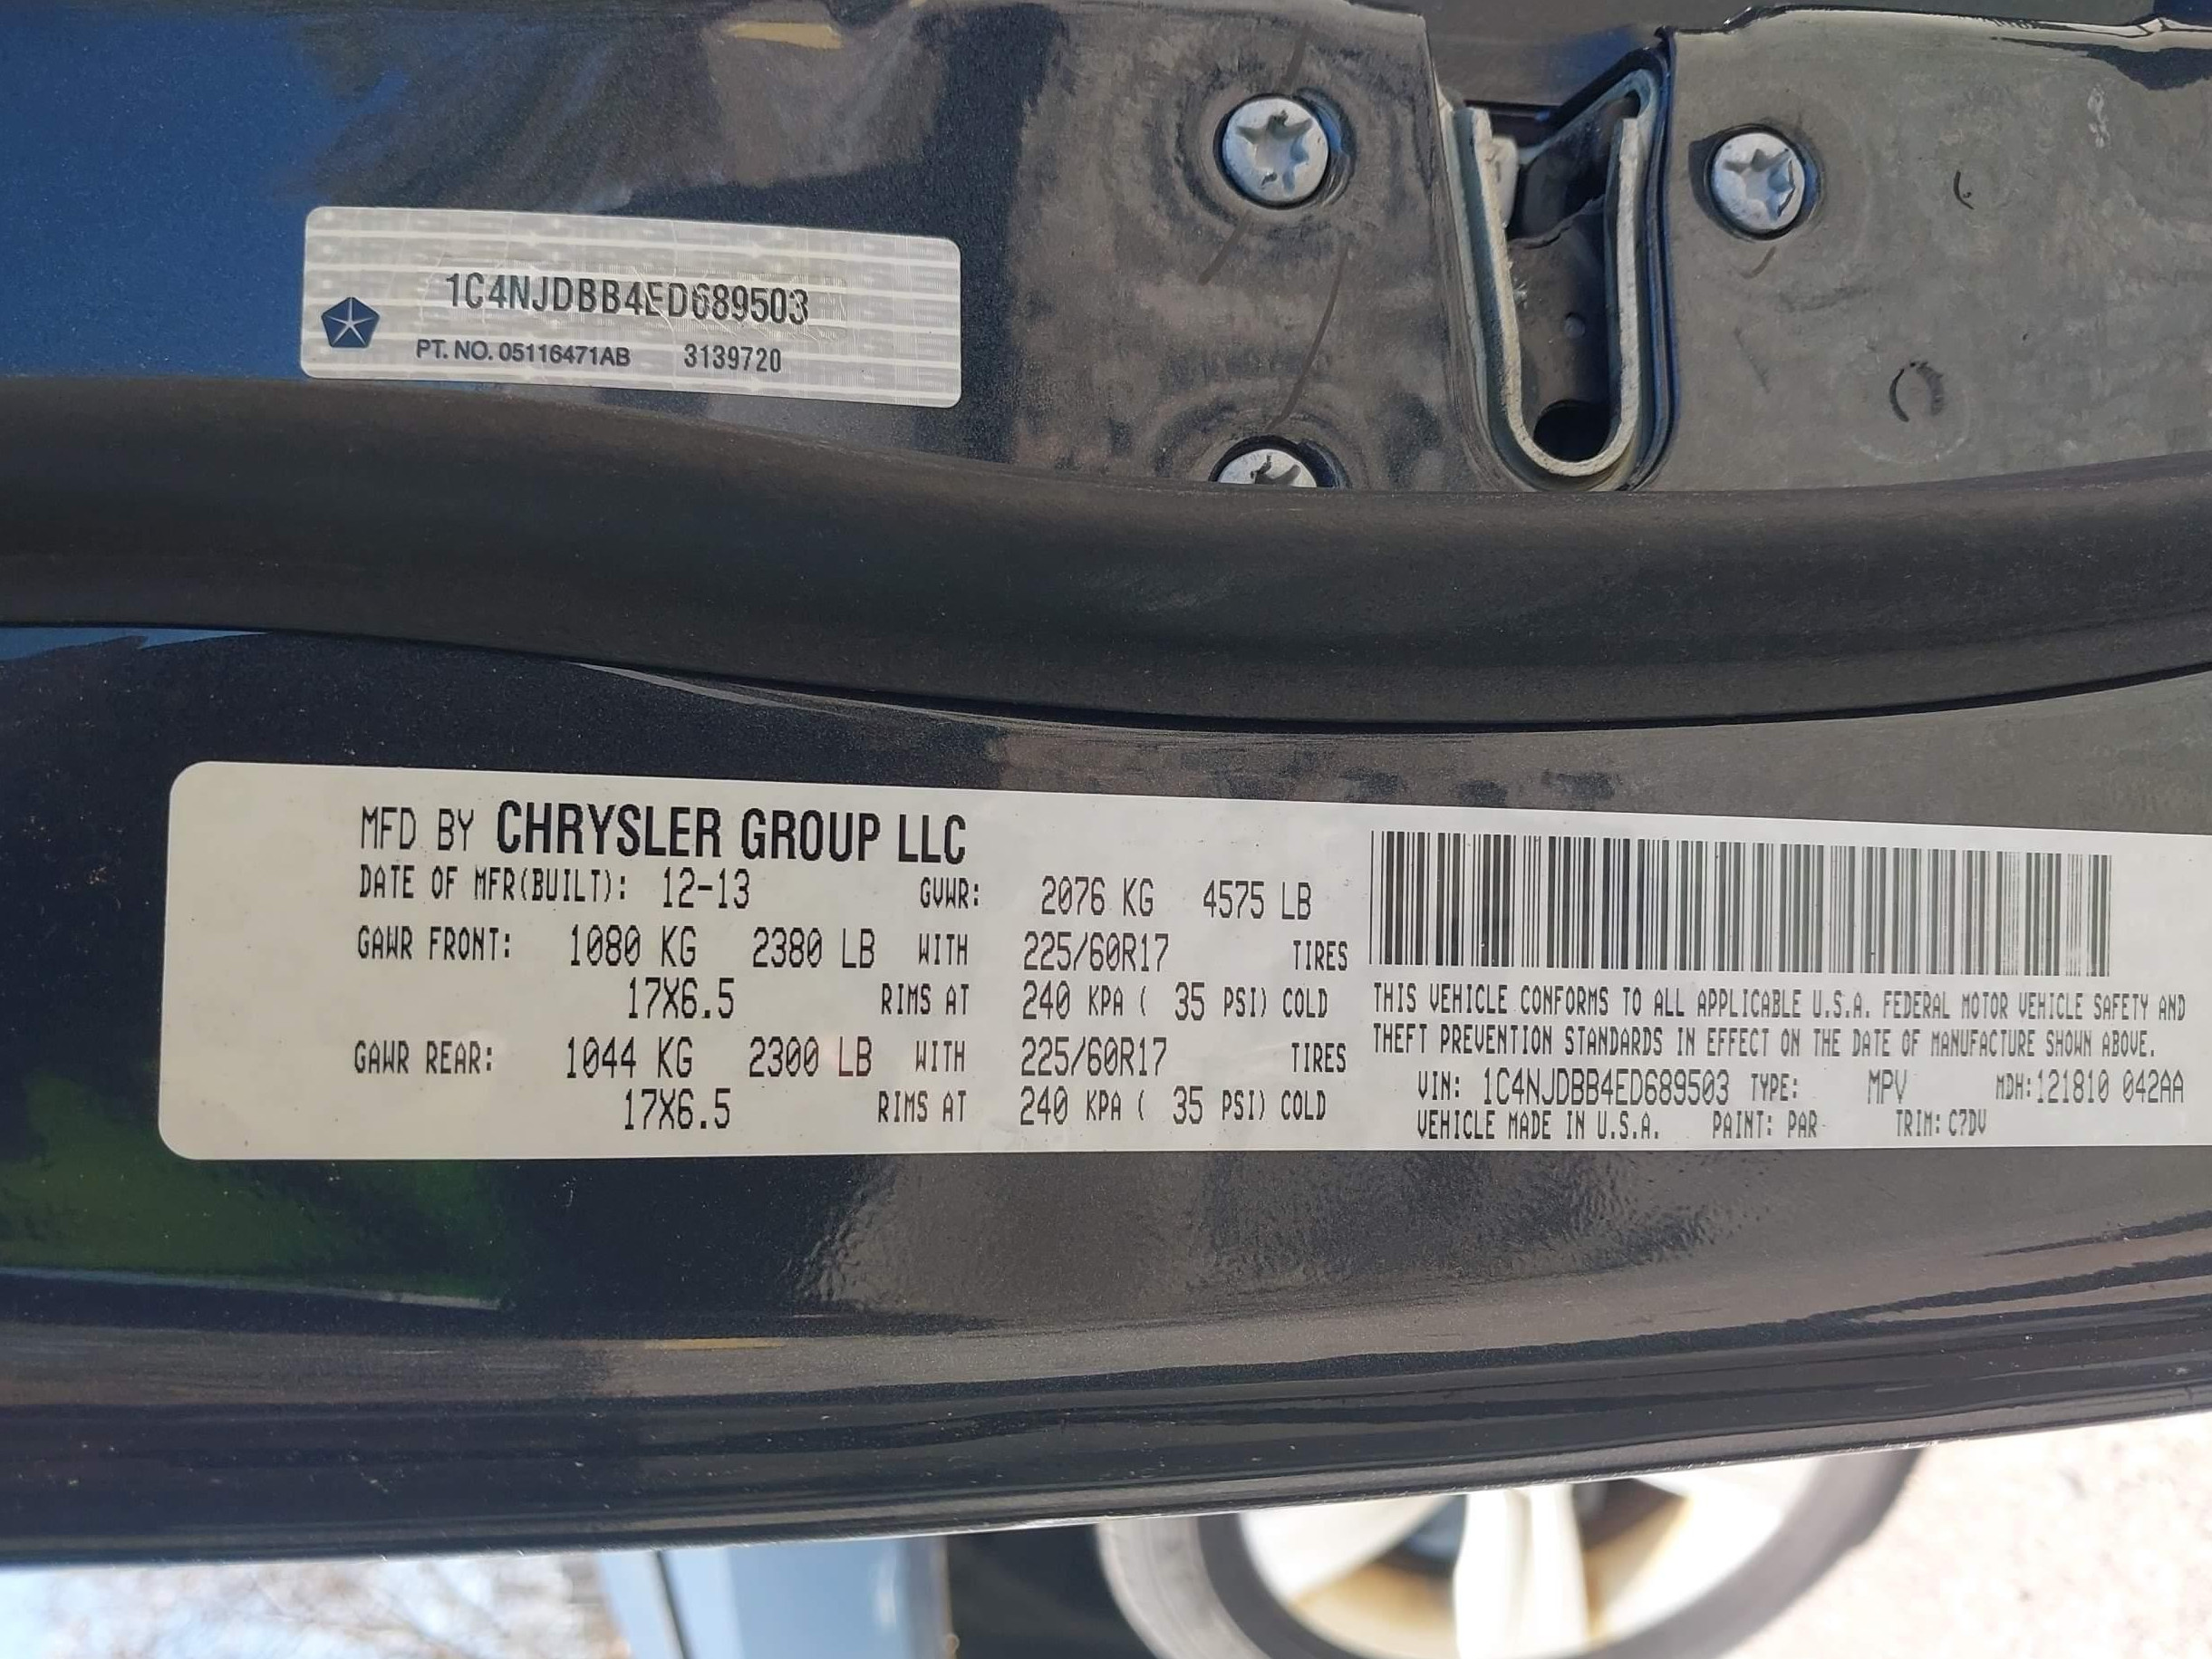 1C4NJDBB4ED689503
PT. NO. 05116471AB 3139720
MFD BY CHRYSLER GROUP LLC
DATE OF MFR(BUILT): 12-13 GVWR: 2076 KG 4575 LB
GAWR FRONT: 1080 KG 2380 LB WITH 225/60R17 TIRES
17X6.5 RIMS AT 240 KPA ( 35 PSI) COLD
GAWR REAR: 1044 KG 2300 LB WITH 225/60R17 TIRES
17X6.5 RIMS AT 240 KPA ( 35 PSI) COLD
THIS VEHICLE CONFORMS TO ALL APPLICABLE U.S.A. FEDERAL MOTOR VEHICLE SAFETY AND
THEFT PREVENTION STANDARDS IN EFFECT ON THE DATE OF MANUFACTURE SHOWN ABOVE.
VIN: 1C4NJDBB4ED689503 TYPE: MPV MDH:121810 042AA
VEHICLE MADE IN U.S.A. PAINT: PAR TRIM: C7DV